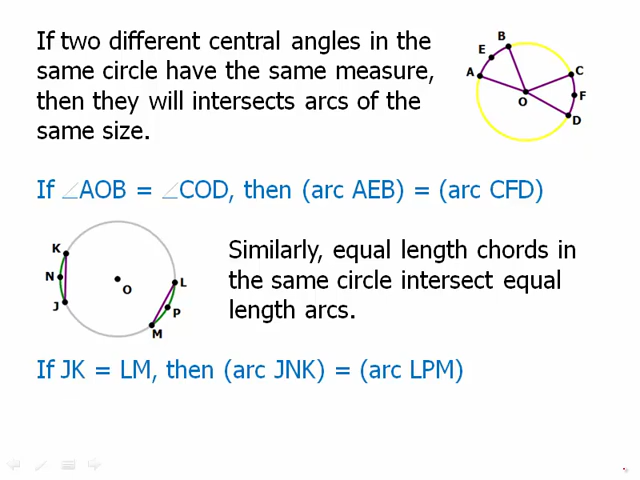 If two different central angles in the
same circle have the same measure,
then they will intersects arcs of the
same size.
B
E
A
C
O
F
D
If ∠AOB = ∠COD, then (arc AEB) = (arc CFD)
K
N
J
O
L
P
M
Similarly, equal length chords in
the same circle intersect equal
length arcs.
If JK = LM, then (arc JNK) = (arc LPM)